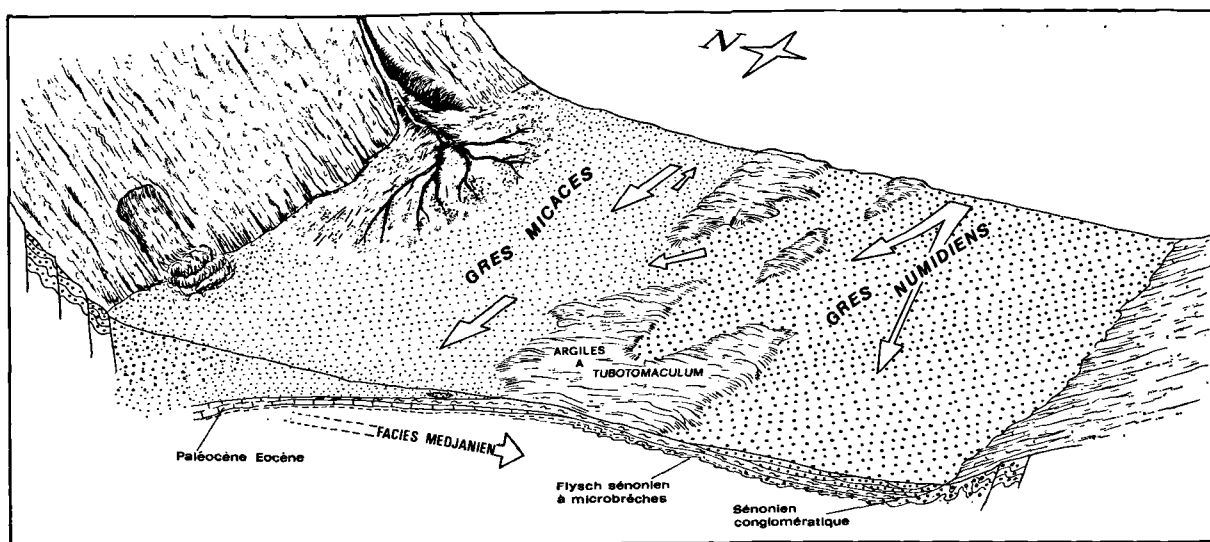 N
GRES MICACES
GRES NUMIDIENS
ARGILES
A
TUBOTOMACULUM
FACIES MEDJANIEN
Paléocène Eocène
Flysch sénonien
à microbrèches
Sénonien
conglomératique